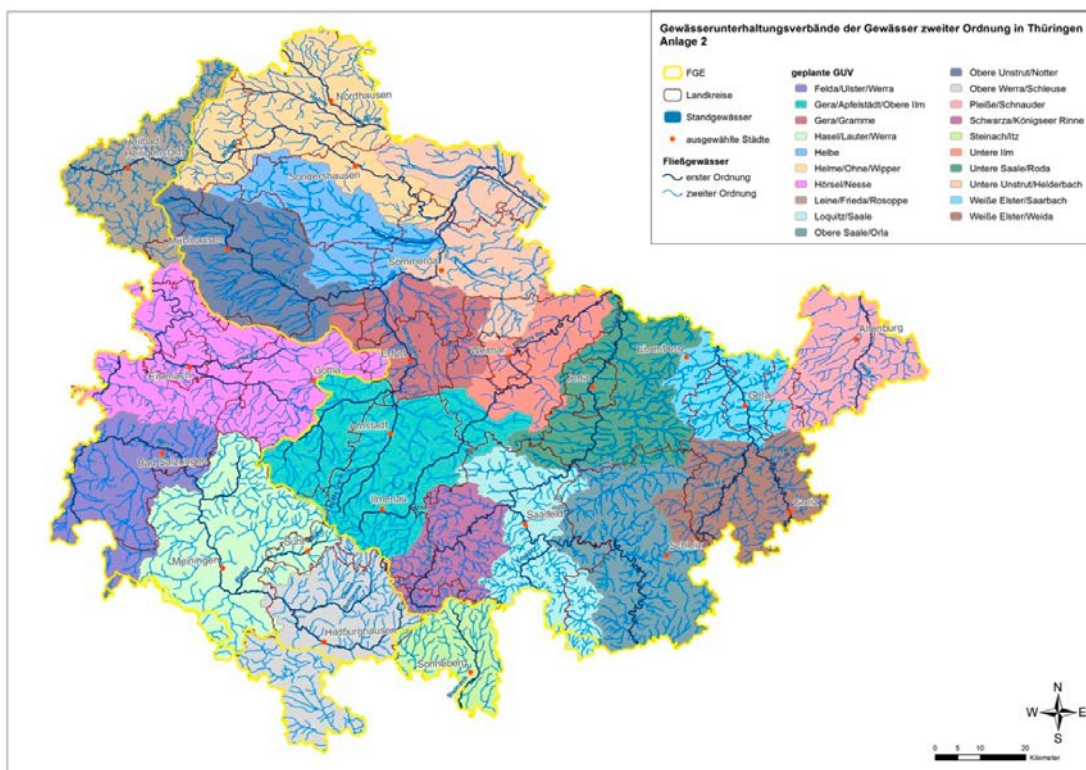 Gewässerunterhaltungsverbände der Gewässer zweiter Ordnung in Thüringen
Anlage 2
FGE
Landkreise
Standgewässer
ausgewählte Städte
Fließgewässer
erster Ordnung
zweiter Ordnung
geplante GUV
Felda/Ulster/Werra
Gera/Apfelstädt/Obere Ilm
Gera/Gramme
Hasel/Lauter/Werra
Helbe
Helme/Ohne/Wipper
Hörsel/Nesse
Leine/Frieda/Rosoppe
Loquitz/Saale
Obere Saale/Orla
Obere Unstrut/Notter
Obere Werra/Schleuse
Pleiße/Schnauder
Schwarza/Königseer Rinne
Steinach/Itz
Untere Ilm
Untere Saale/Roda
Untere Unstrut/Helderbach
Weiße Elster/Saarbach
Weiße Elster/Weida
Nordhausen
Heilbad
Heiligenstadt
Sondershausen
Mühlhausen
Sömmerda
Altenburg
Eisenberg
Weimar
Erfurt
Gotha
Eisenach
Jena
Gera
Arnstadt
Bad Salzungen
Ilmenau
Greiz
Saalfeld
Schleiz
Suhl
Meiningen
Hildburghausen
Sonneberg
N
W
E
S
0 5 10 20
Kilometer